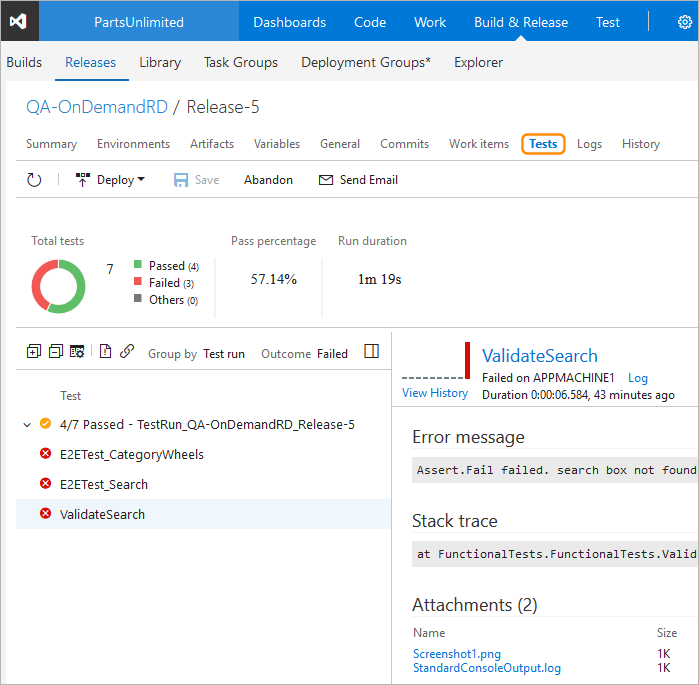 PartsUnlimited Dashboards Code Work Build & Release Test
Builds Releases Library Task Groups Deployment Groups* Explorer
QA-OnDemandRD / Release-5
Summary Environments Artifacts Variables General Commits Work items Tests Logs History
Deploy Save Abandon Send Email
Total tests
7
Passed (4)
Failed (3)
Others (0)
Pass percentage
57.14%
Run duration
1m 19s
Group by Test run Outcome Failed
Test
4/7 Passed - TestRun_QA-OnDemandRD_Release-5
E2ETest_CategoryWheels
E2ETest_Search
ValidateSearch
View History
ValidateSearch
Failed on APPMACHINE1 Log
Duration 0:00:06.584, 43 minutes ago
Error message
Assert.Fail failed. search box not found
Stack trace
at FunctionalTests.FunctionalTests.Valid
Attachments (2)
Name Size
Screenshot1.png 1K
StandardConsoleOutput.log 1K